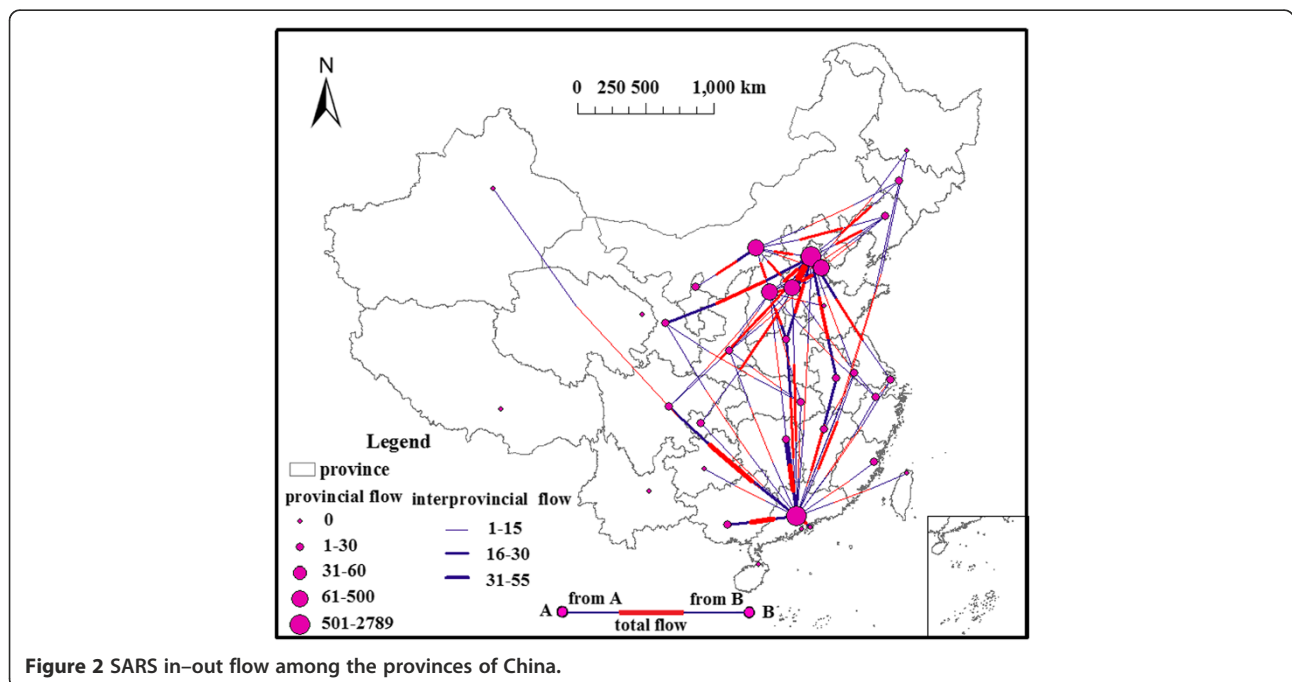 N
0 250 500 1,000 km
Legend
province
provincial flow
0
1-30
31-60
61-500
501-2789
interprovincial flow
1-15
16-30
31-55
A from A from B B
total flow
Figure 2 SARS in–out flow among the provinces of China.